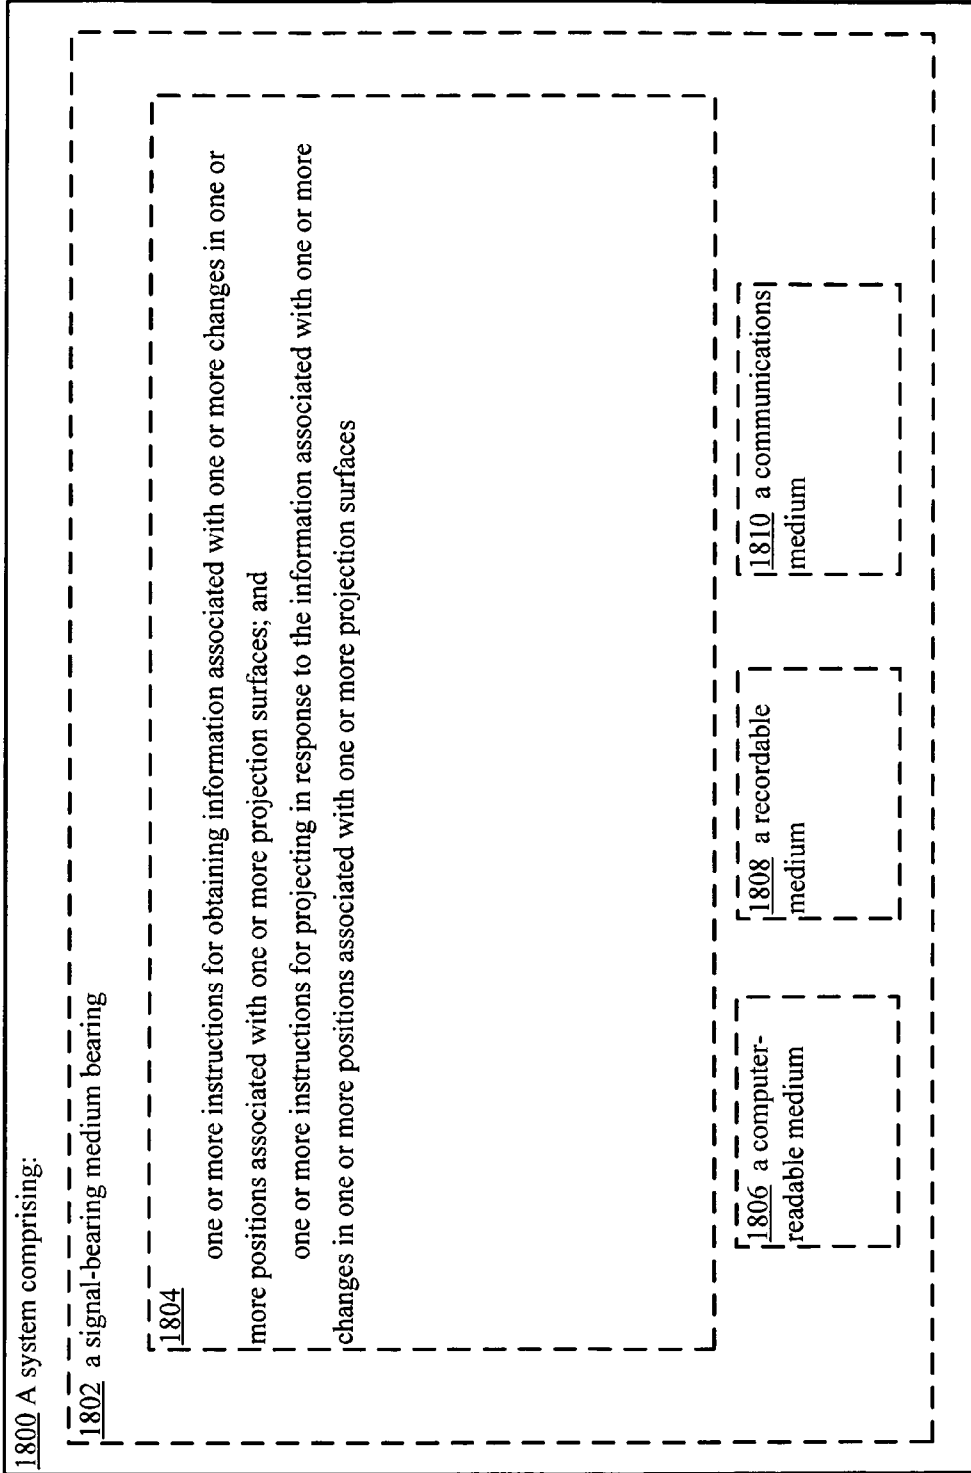 1800 A system comprising:
1802 a signal-bearing medium bearing
1804
one or more instructions for obtaining information associated with one or more changes in one or
more positions associated with one or more projection surfaces; and
one or more instructions for projecting in response to the information associated with one or more
changes in one or more positions associated with one or more projection surfaces
1806 a computer-
readable medium
1808 a recordable
medium
1810 a communications
medium